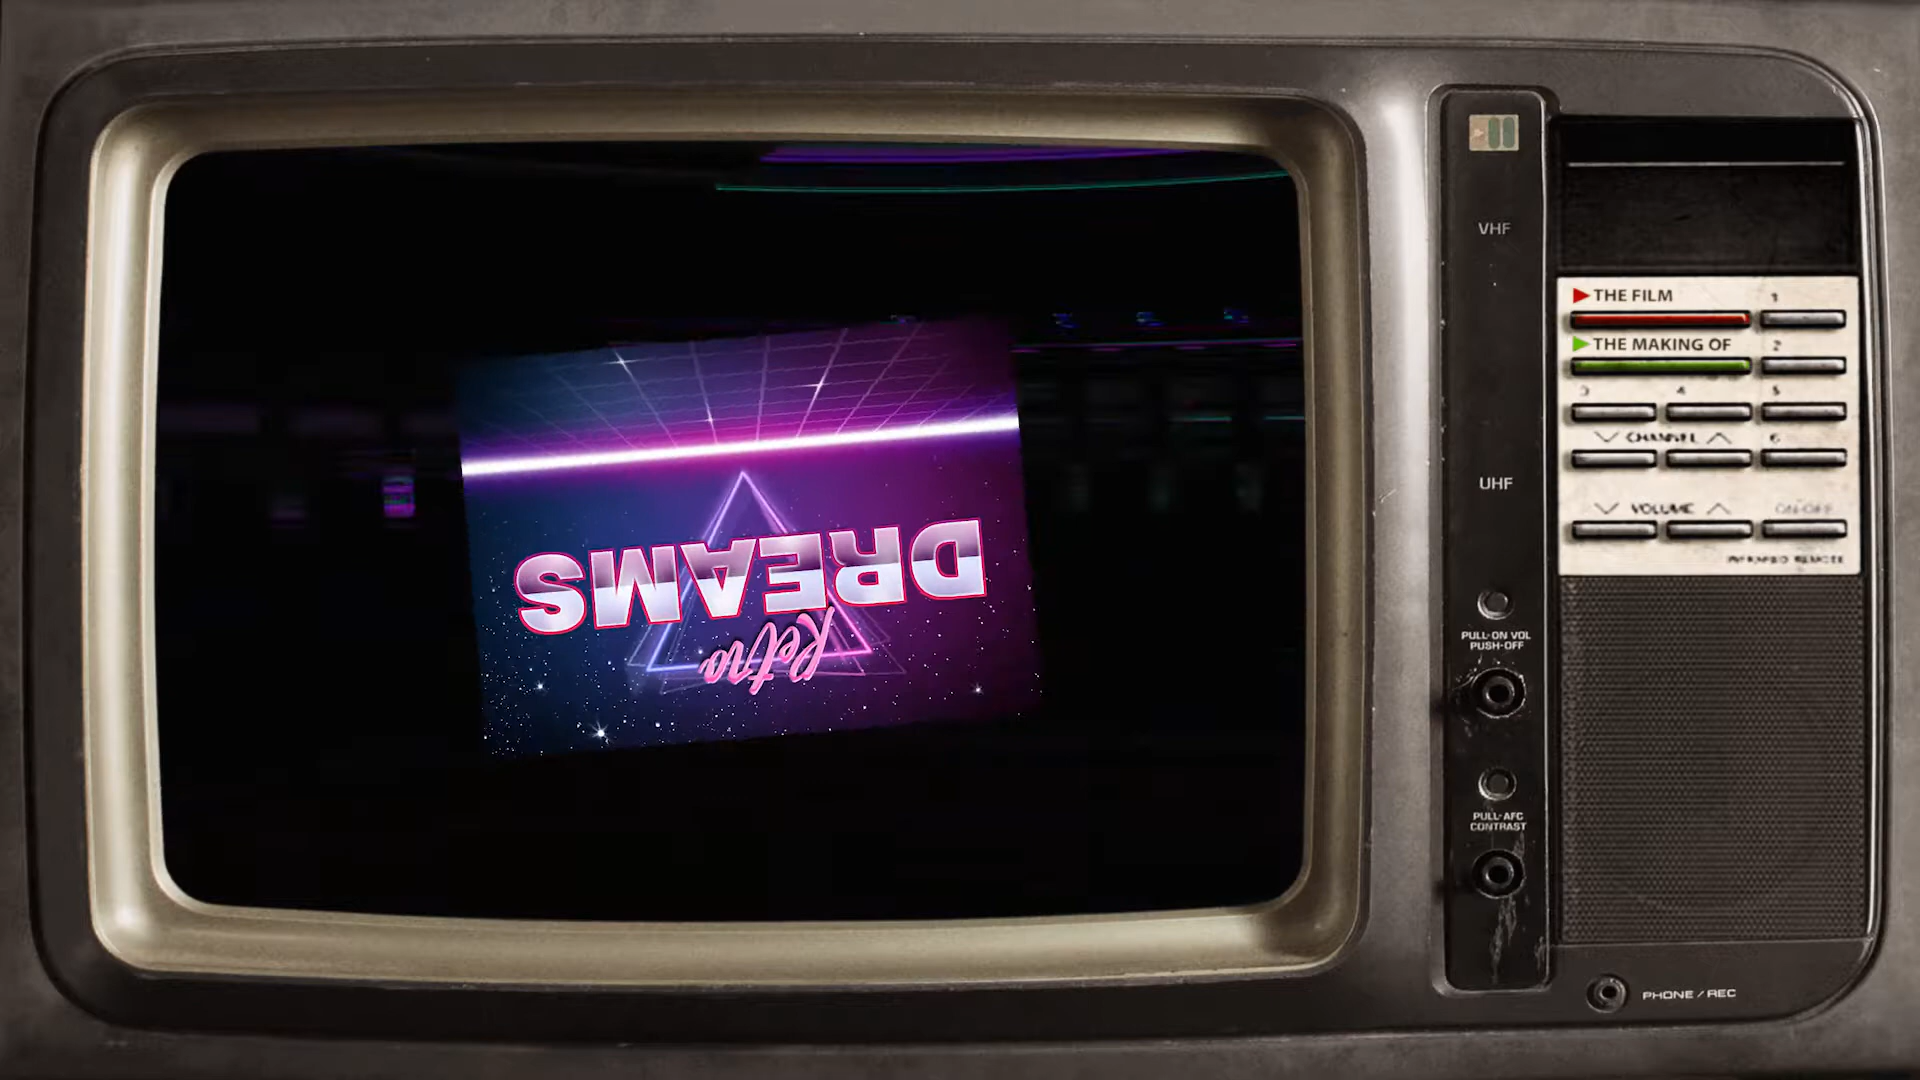 Retro
DREAMS
VHF
UHF
PULL-ON VOL
PUSH-OFF
PULL-AFC
CONTRAST
THE FILM
1
THE MAKING OF
2
3 4 5
CHANNEL 6
VOLUME ON-OFF
INFRARED REMOTE
PHONE / REC